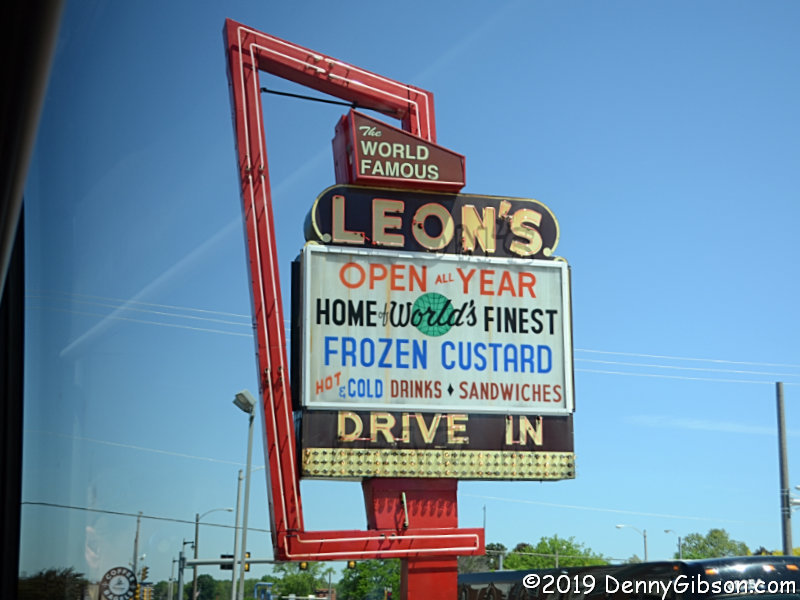 The
WORLD
FAMOUS
LEON'S
OPEN ALL YEAR
HOME of World's FINEST
FROZEN CUSTARD
HOT & COLD DRINKS ♦ SANDWICHES
DRIVE IN
COFFEE
©2019 DennyGibson.com